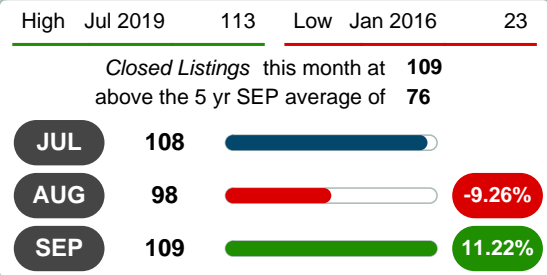 High Jul 2019 113 Low Jan 2016 23
Closed Listings this month at 109
above the 5 yr SEP average of 76
JUL 108
AUG 98 -9.26%
SEP 109 11.22%